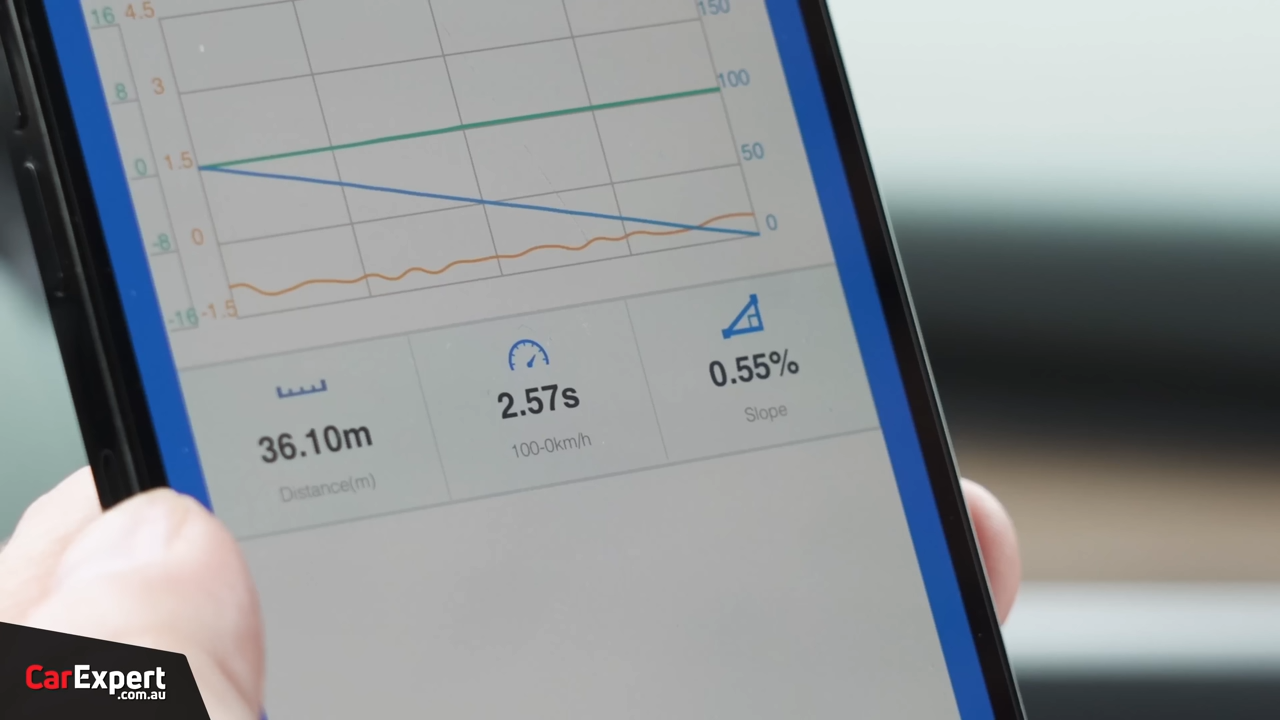 16 4.5 150
8 3 100
0 1.5 50
-8 0 0
-16 -1.5
36.10m 2.57s 0.55%
Distance(m) 100-0km/h Slope
CarExpert
.com.au